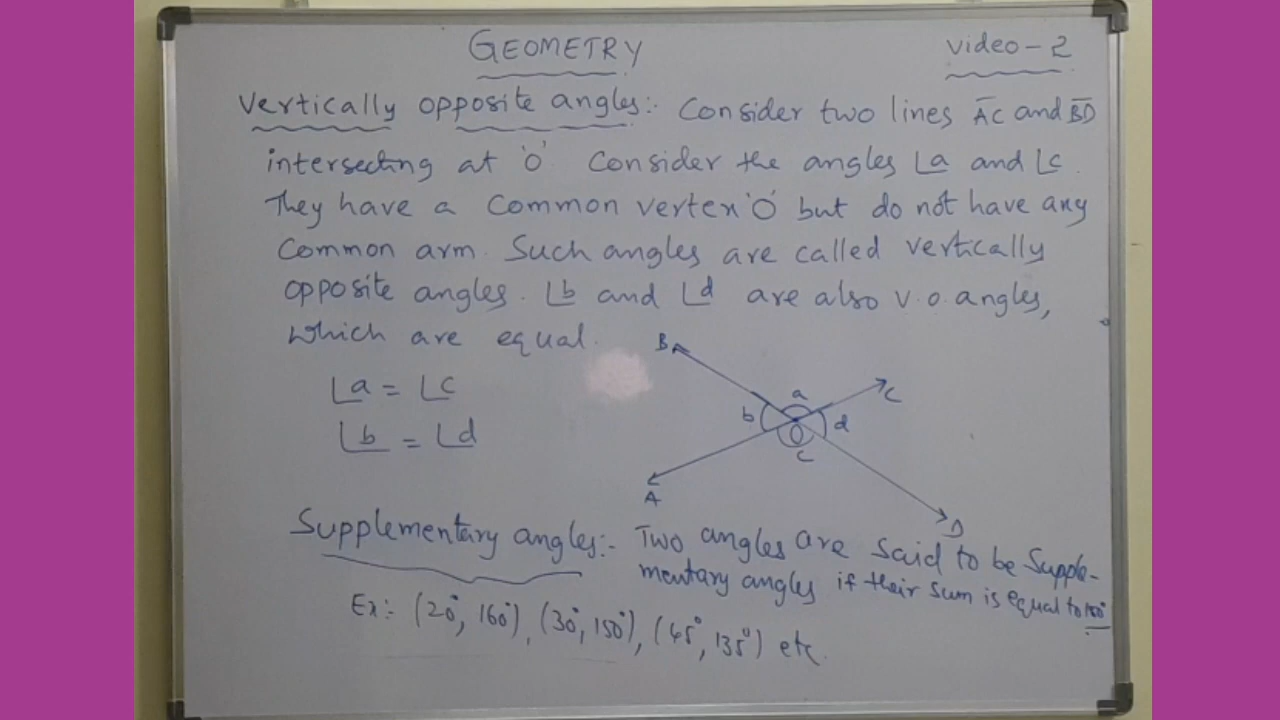 GEOMETRY video-2
Vertically opposite angles:- Consider two lines A̅C̅ and B̅D̅
intersecting at 'O'. Consider the angles ∠a and ∠c.
They have a common vertex 'O' but do not have any
common arm. Such angles are called vertically
opposite angles. ∠b and ∠d are also v.o. angles,
which are equal.
∠a = ∠c
∠b = ∠d
B
a
C
b
d
O
c
A
D
Supplementary angles:- Two angles are said to be Supple-
mentary angles if their sum is equal to 180°
Ex:- (20°, 160°), (30°, 150°), (45°, 135°) etc.